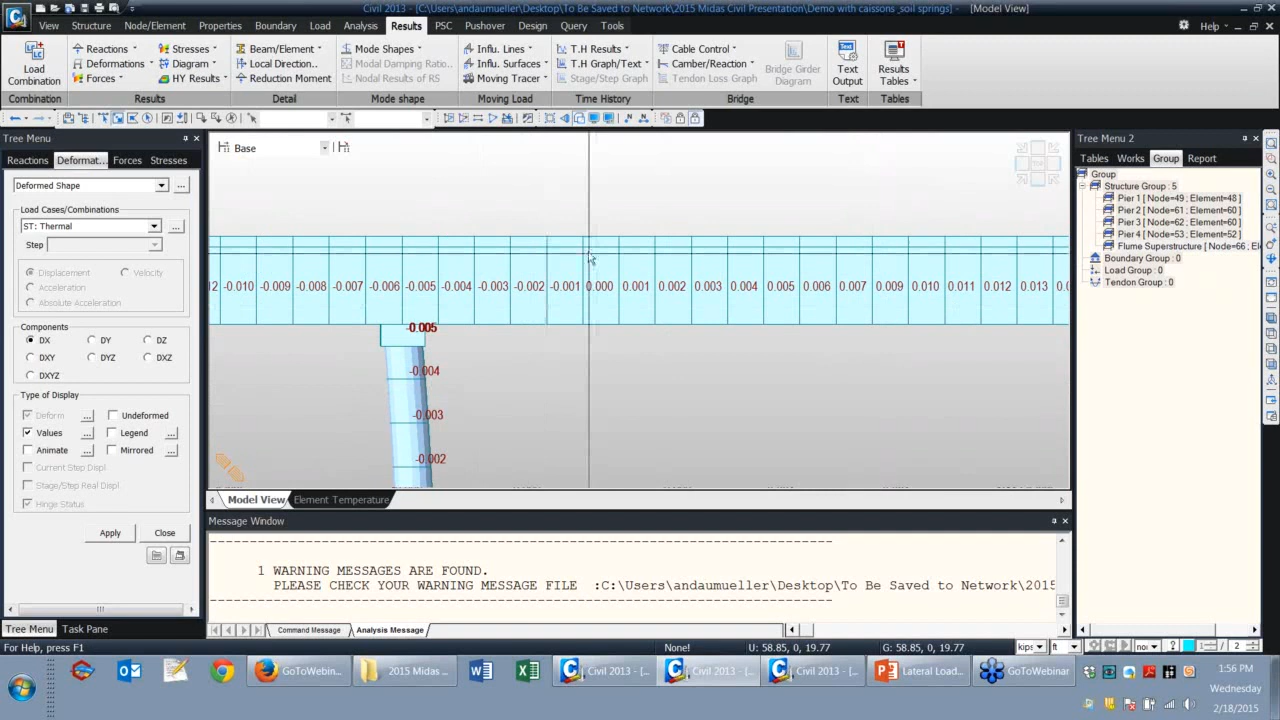 Civil 2013 - [C:\Users\andaumueller\Desktop\To Be Saved to Network\2015 Midas Civil Presentation\Demo with caissons _soil springs] - [Model View]
View Structure Node/Element Properties Boundary Load Analysis Results PSC Pushover Design Query Tools Help
Load Combination
Reactions
Deformations
Forces
Stresses
Diagram
HY Results
Beam/Element
Local Direction..
Reduction Moment
Mode Shapes
Modal Damping Ratio..
Nodal Results of RS
Influ. Lines
Influ. Surfaces
Moving Tracer
T.H Results
T.H Graph/Text
Stage/Step Graph
Cable Control
Camber/Reaction
Tendon Loss Graph
Bridge Girder Diagram
Text Output
Results Tables
Combination Results Detail Mode shape Moving Load Time History Bridge Text Tables
Tree Menu
Reactions Deformat... Forces Stresses
Deformed Shape
...
Load Cases/Combinations
ST: Thermal
...
Step
Displacement Velocity
Acceleration
Absolute Acceleration
Components
DX DY DZ
DXY DYZ DXZ
DXYZ
Type of Display
Deform ... Undeformed
Values ... Legend ...
Animate ... Mirrored ...
Current Step Displ.
Stage/Step Real Displ.
Hinge Status ...
Apply Close
Tree Menu Task Pane
Base
12 -0.010 -0.009 -0.008 -0.007 -0.006 -0.005 -0.004 -0.003 -0.002 -0.001 0.000 0.001 0.002 0.003 0.004 0.005 0.006 0.007 0.009 0.010 0.011 0.012 0.013 0.0
-0.005
-0.004
-0.003
-0.002
Model View Element Temperature
Message Window
1 WARNING MESSAGES ARE FOUND.
PLEASE CHECK YOUR WARNING MESSAGE FILE :C:\Users\andaumueller\Desktop\To Be Saved to Network\2015
Command Message Analysis Message
Tree Menu 2
Tables Works Group Report
Group
Structure Group : 5
Pier 1 [ Node=49 ; Element=48 ]
Pier 2 [ Node=61 ; Element=60 ]
Pier 3 [ Node=62 ; Element=60 ]
Pier 4 [ Node=53 ; Element=52 ]
Flume Superstructure [ Node=66 ; Elemen
Boundary Group : 0
Load Group : 0
Tendon Group : 0
For Help, press F1 None! U: 58.85, 0, 19.77 G: 58.85, 0, 19.77 kips ft nor 1 / 2
GoToWebin... 2015 Midas ... Civil 2013 - [... Civil 2013 - [... Civil 2013 - [... Lateral Load... GoToWebinar
1:56 PM
Wednesday
2/18/2015